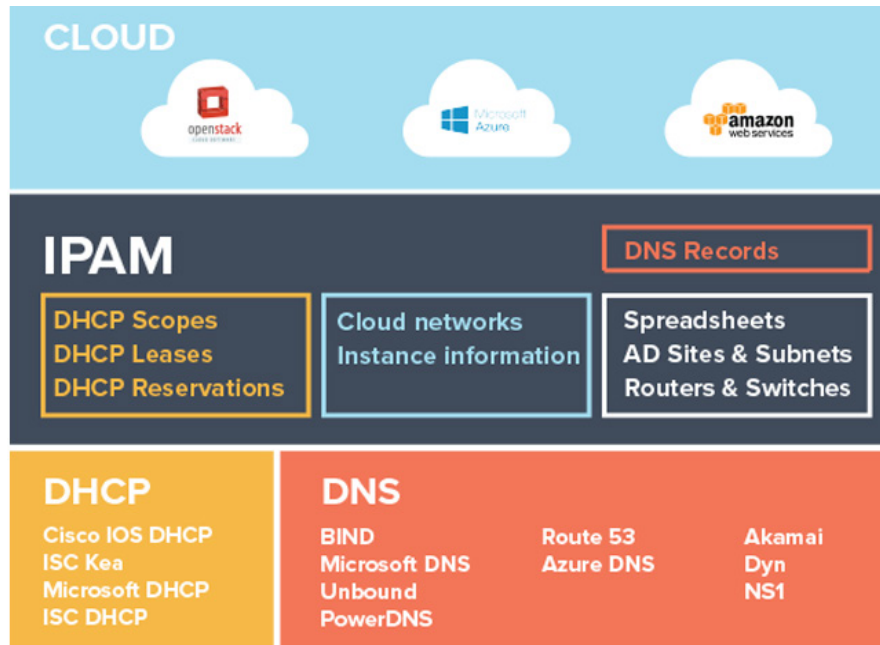 CLOUD
openstack
CLOUD SOFTWARE
Microsoft
Azure
amazon
web services
IPAM
DNS Records
DHCP Scopes
DHCP Leases
DHCP Reservations
Cloud networks
Instance information
Spreadsheets
AD Sites & Subnets
Routers & Switches
DHCP
Cisco IOS DHCP
ISC Kea
Microsoft DHCP
ISC DHCP
DNS
BIND
Microsoft DNS
Unbound
PowerDNS
Route 53
Azure DNS
Akamai
Dyn
NS1